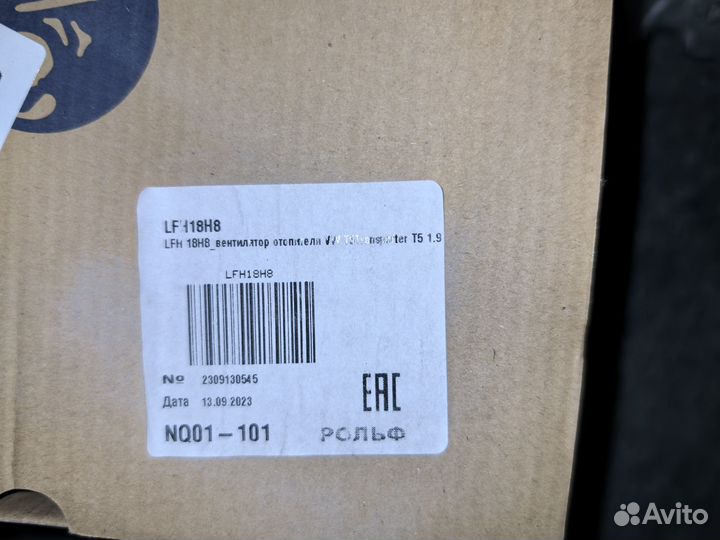 LFH18H8
LFH 18H8_вентилятор отопителя VW Transporter T5 1.9
LFH18H8
№ 2309130545
Дата 13.09.2023
EAC
NQ01-101 РОЛЬФ
Avito